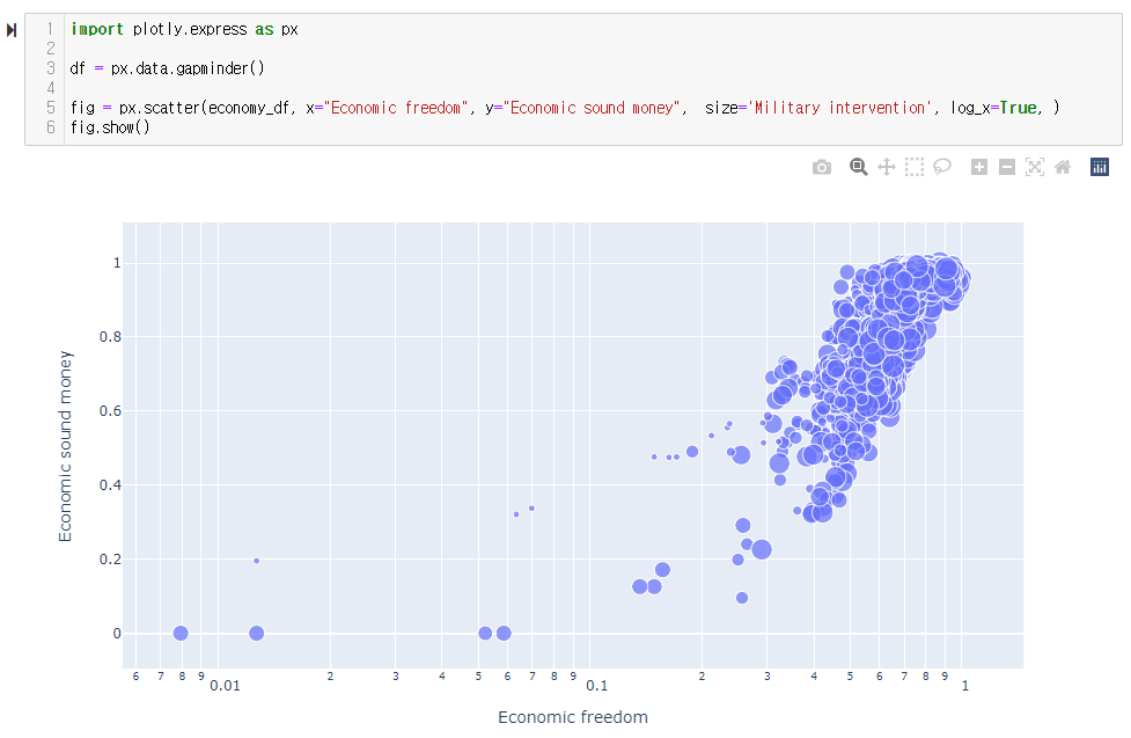 1 import plotly.express as px
2
3 df = px.data.gapminder()
4
5 fig = px.scatter(economy_df, x="Economic freedom", y="Economic sound money",  size='Military intervention', log_x=True, )
6 fig.show()
1
0.8
0.6
0.4
0.2
0
Economic sound money
6 7 8 9 0.01 2 3 4 5 6 7 8 9 0.1 2 3 4 5 6 7 8 9 1
Economic freedom